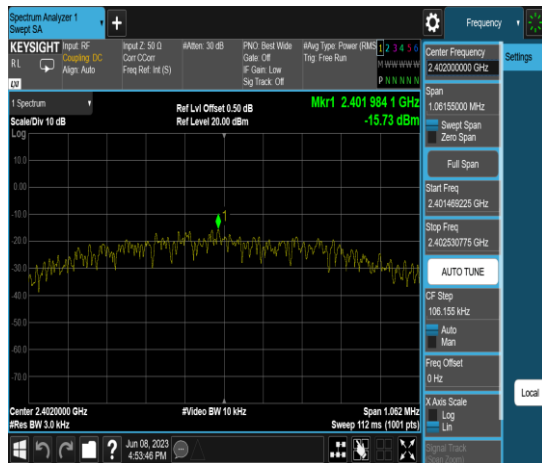 Spectrum Analyzer 1
Swept SA
+
Frequency
KEYSIGHT
RL
LXI
Input: RF
Coupling: DC
Align: Auto
Input Z: 50 Ω
Corr CCorr
Freq Ref: Int (S)
#Atten: 30 dB
PNO: Best Wide
Gate: Off
IF Gain: Low
Sig Track: Off
#Avg Type: Power (RMS
Trig: Free Run
1 2 3 4 5 6
M W W W W W
P N N N N N
1 Spectrum
Scale/Div 10 dB
Ref Lvl Offset 0.50 dB
Ref Level 20.00 dBm
Mkr1 2.401 984 1 GHz
-15.73 dBm
Log
10.0
0.00
-10.0
-20.0
-30.0
-40.0
-50.0
-60.0
-70.0
1
Center 2.4020000 GHz
#Res BW 3.0 kHz
#Video BW 10 kHz
Span 1.062 MHz
Sweep 112 ms (1001 pts)
Jun 08, 2023
4:53:46 PM
?
Center Frequency
2.402000000 GHz
Span
1.06155000 MHz
Swept Span
Zero Span
Full Span
Start Freq
2.401469225 GHz
Stop Freq
2.402530775 GHz
AUTO TUNE
CF Step
106.155 kHz
Auto
Man
Freq Offset
0 Hz
X Axis Scale
Log
Lin
Signal Track
(Span Zoom)
Settings
Local